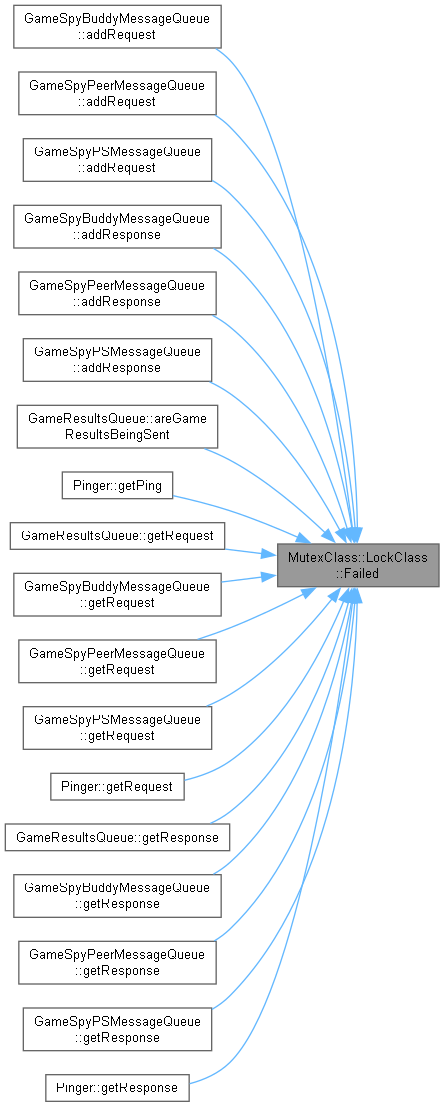 GameSpyBuddyMessageQueue
::addRequest
GameSpyPeerMessageQueue
::addRequest
GameSpyPSMessageQueue
::addRequest
GameSpyBuddyMessageQueue
::addResponse
GameSpyPeerMessageQueue
::addResponse
GameSpyPSMessageQueue
::addResponse
GameResultsQueue::areGame
ResultsBeingSent
Pinger::getPing
GameResultsQueue::getRequest
MutexClass::LockClass
::Failed
GameSpyBuddyMessageQueue
::getRequest
GameSpyPeerMessageQueue
::getRequest
GameSpyPSMessageQueue
::getRequest
Pinger::getRequest
GameResultsQueue::getResponse
GameSpyBuddyMessageQueue
::getResponse
GameSpyPeerMessageQueue
::getResponse
GameSpyPSMessageQueue
::getResponse
Pinger::getResponse